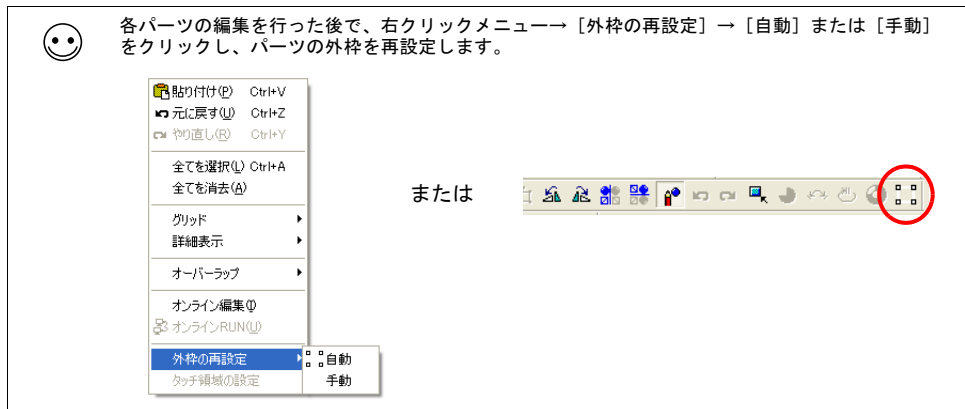 各パーツの編集を行った後で、右クリックメニュー→［外枠の再設定］→［自動］または［手動］
をクリックし、パーツの外枠を再設定します。
貼り付け(P) Ctrl+V
元に戻す(U) Ctrl+Z
やり直し(R) Ctrl+Y
全てを選択(L) Ctrl+A
全てを消去(A)
グリッド
詳細表示
オーバーラップ
オンライン編集(I)
オンラインRUN(U)
外枠の再設定
タッチ領域の設定
自動
手動
または